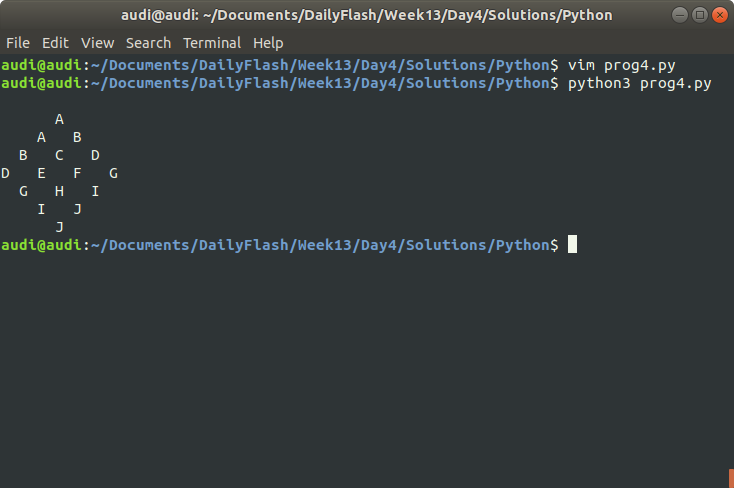 audi@audi: ~/Documents/DailyFlash/Week13/Day4/Solutions/Python
File Edit View Search Terminal Help
audi@audi:~/Documents/DailyFlash/Week13/Day4/Solutions/Python$ vim prog4.py
audi@audi:~/Documents/DailyFlash/Week13/Day4/Solutions/Python$ python3 prog4.py
      A
    A   B
  B   C   D
D   E   F   G
  G   H   I
    I   J
      J
audi@audi:~/Documents/DailyFlash/Week13/Day4/Solutions/Python$